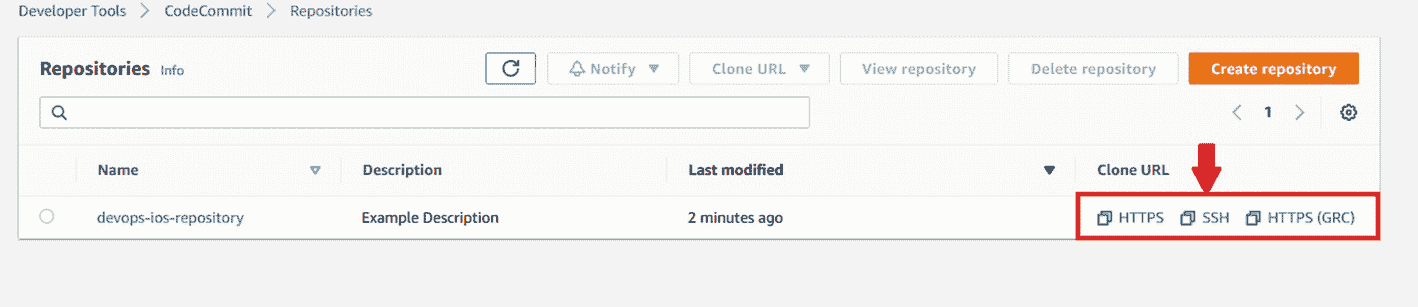 Developer Tools > CodeCommit > Repositories
Repositories Info Notify Clone URL View repository Delete repository Create repository
1
Name Description Last modified Clone URL
devops-ios-repository Example Description 2 minutes ago HTTPS SSH HTTPS (GRC)